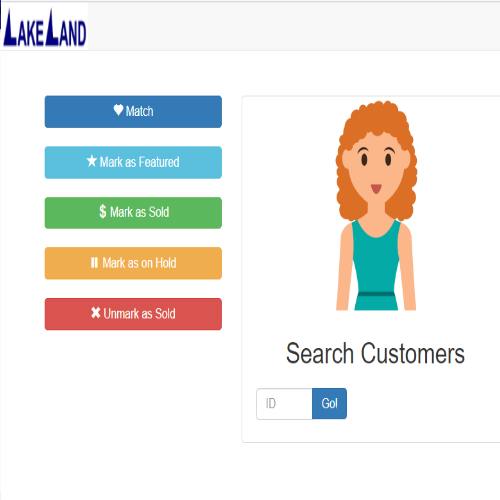 LAKELAND
Match
Mark as Featured
$ Mark as Sold
Mark as on Hold
Unmark as Sold
Search Customers
ID Go!